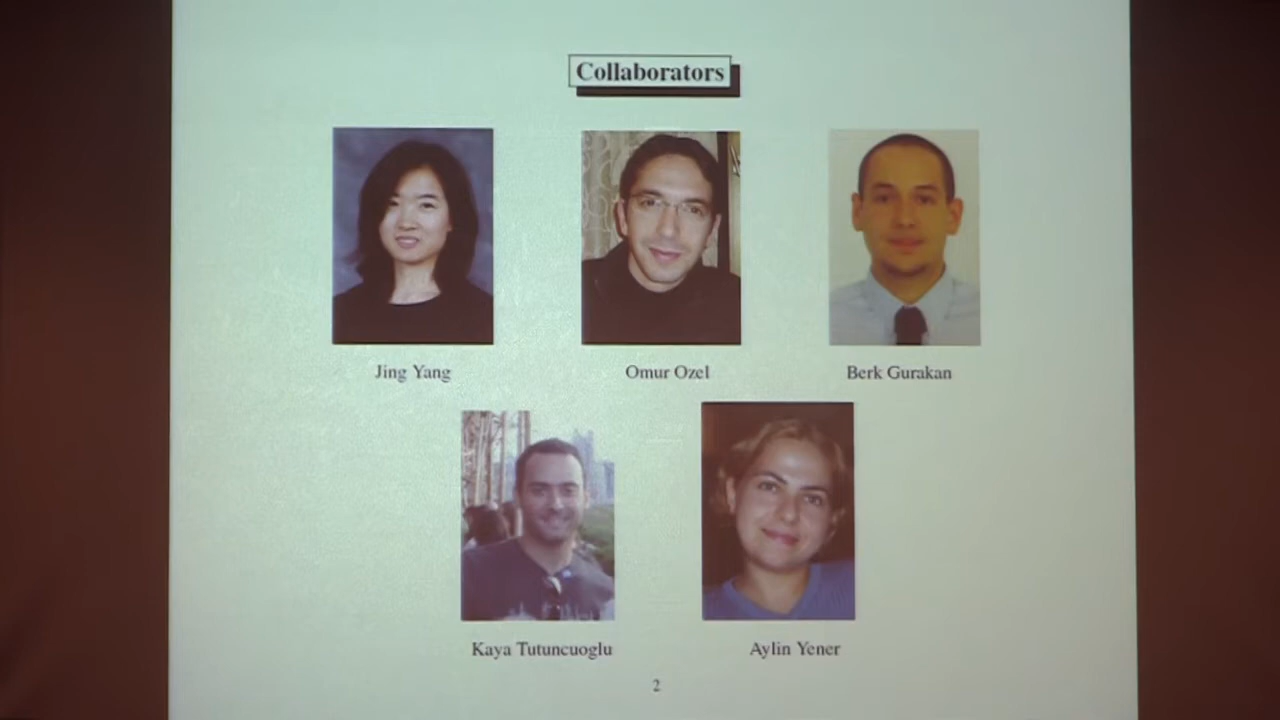 Collaborators
Jing Yang
Omur Ozel
Berk Gurakan
Kaya Tutuncuoglu
Aylin Yener
2